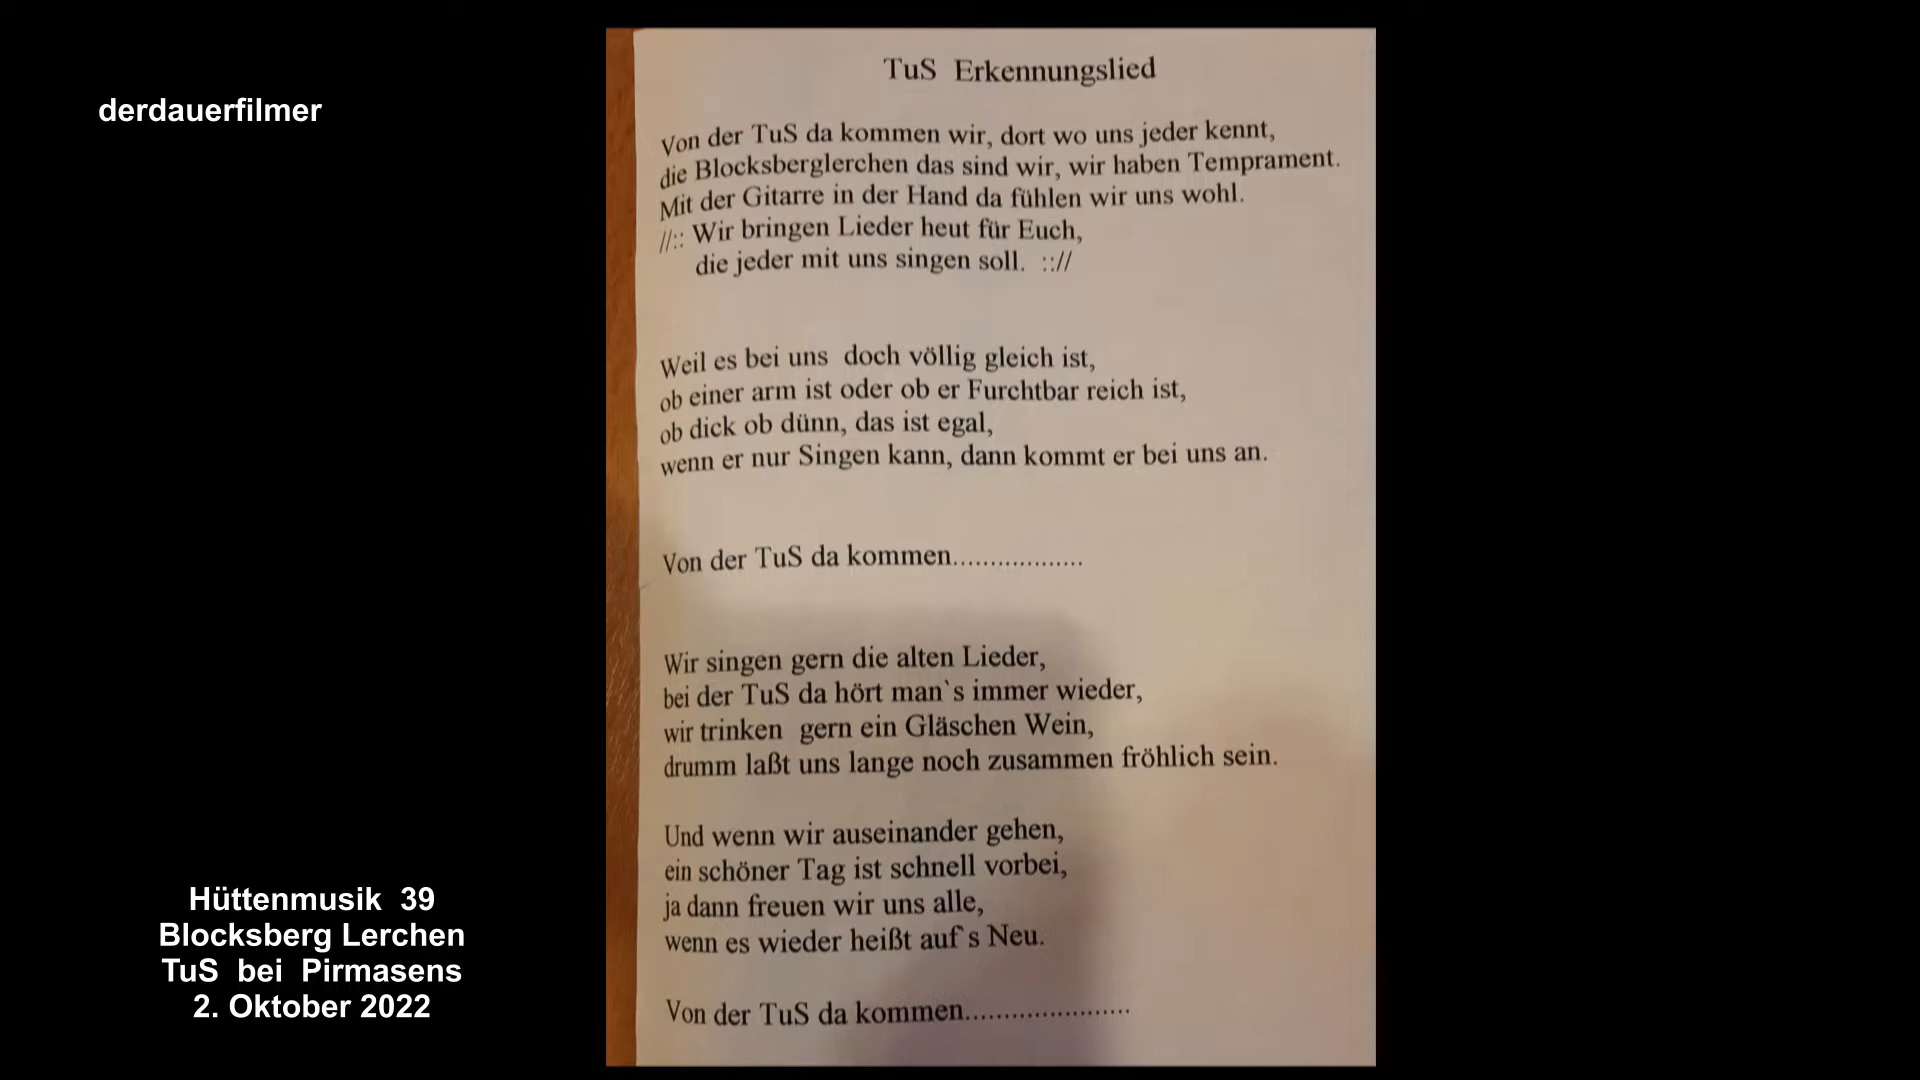 derdauerfilmer
TuS Erkennungslied
Von der TuS da kommen wir, dort wo uns jeder kennt,
die Blocksberglerchen das sind wir, wir haben Temprament.
Mit der Gitarre in der Hand da fühlen wir uns wohl.
//:: Wir bringen Lieder heut für Euch,
die jeder mit uns singen soll. :://
Weil es bei uns doch völlig gleich ist,
ob einer arm ist oder ob er Furchtbar reich ist,
ob dick ob dünn, das ist egal,
wenn er nur Singen kann, dann kommt er bei uns an.
Von der TuS da kommen..................
Wir singen gern die alten Lieder,
bei der TuS da hört man`s immer wieder,
wir trinken gern ein Gläschen Wein,
drumm laßt uns lange noch zusammen fröhlich sein.
Und wenn wir auseinander gehen,
ein schöner Tag ist schnell vorbei,
ja dann freuen wir uns alle,
wenn es wieder heißt auf`s Neu.
Von der TuS da kommen......................
Hüttenmusik 39
Blocksberg Lerchen
TuS bei Pirmasens
2. Oktober 2022